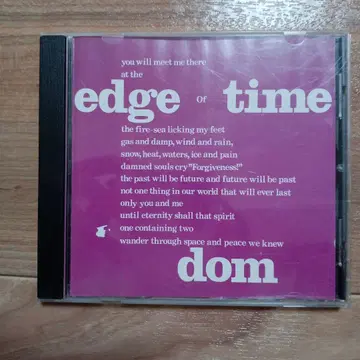 you will meet me there
at the
edge of time
the fire-sea licking my feet
gas and damp, wind and rain,
snow, heat, waters, ice and pain
damned souls cry "Forgiveness!"
the past will be future and future will be past
not one thing in our world that will ever last
only you and me
until eternity shall that spirit
one containing two
wander through space and peace we knew
dom